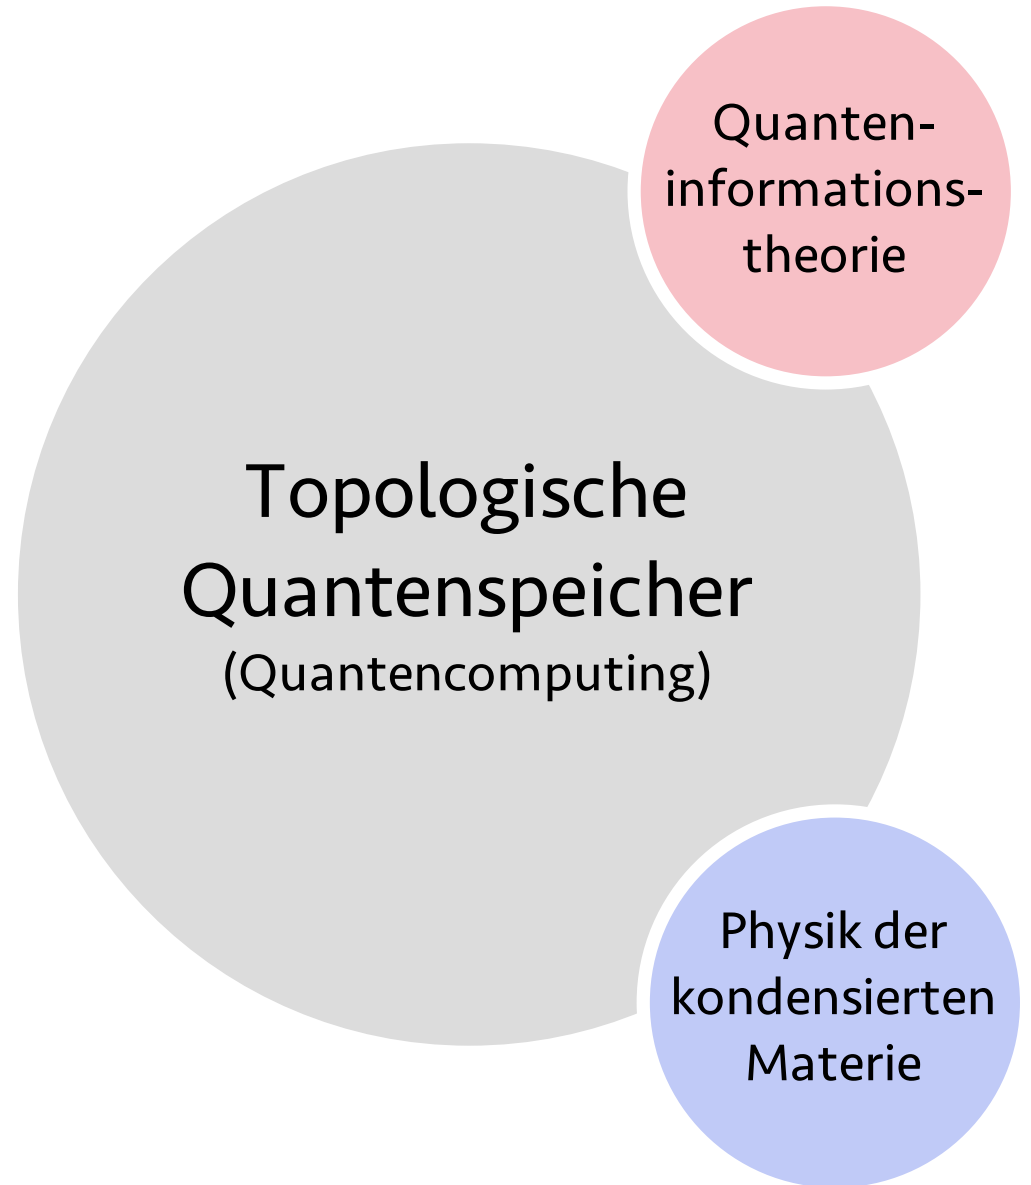 Quanten-
informations-
theorie
Topologische
Quantenspeicher
(Quantencomputing)
Physik der
kondensierten
Materie